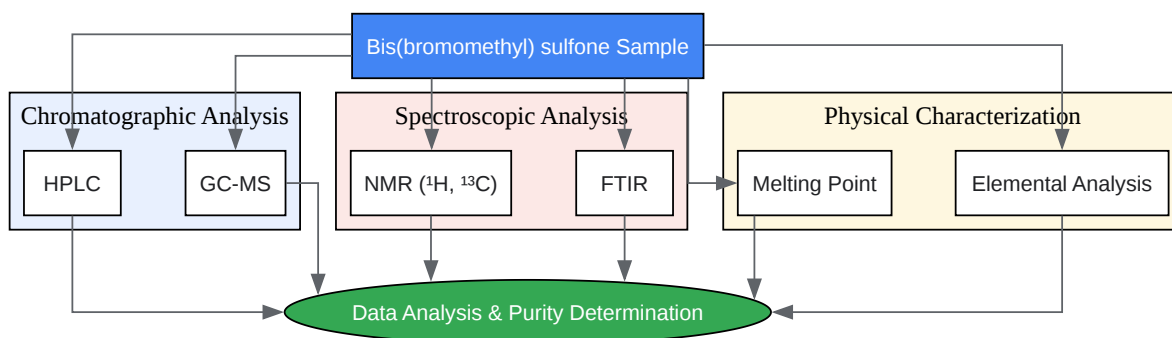 Bis(bromomethyl) sulfone Sample
Chromatographic Analysis
Spectroscopic Analysis
Physical Characterization
HPLC
GC-MS
NMR (¹H, ¹³C)
FTIR
Melting Point
Elemental Analysis
Data Analysis & Purity Determination